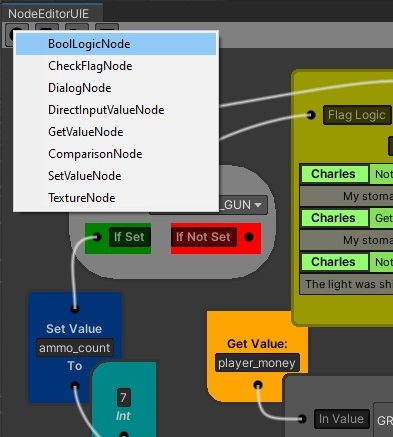 NodeEditorUIE
BoolLogicNode
CheckFlagNode
DialogNode
DirectInputValueNode
GetValueNode
ComparisonNode
SetValueNode
TextureNode
Flag Logic
_GUN
If Set
If Not Set
Charles Not
My stoma
Charles Get
My stoma
Charles Not
The light was shi
Set Value
ammo_count
To
Get Value:
player_money
7
Int
In Value
GR